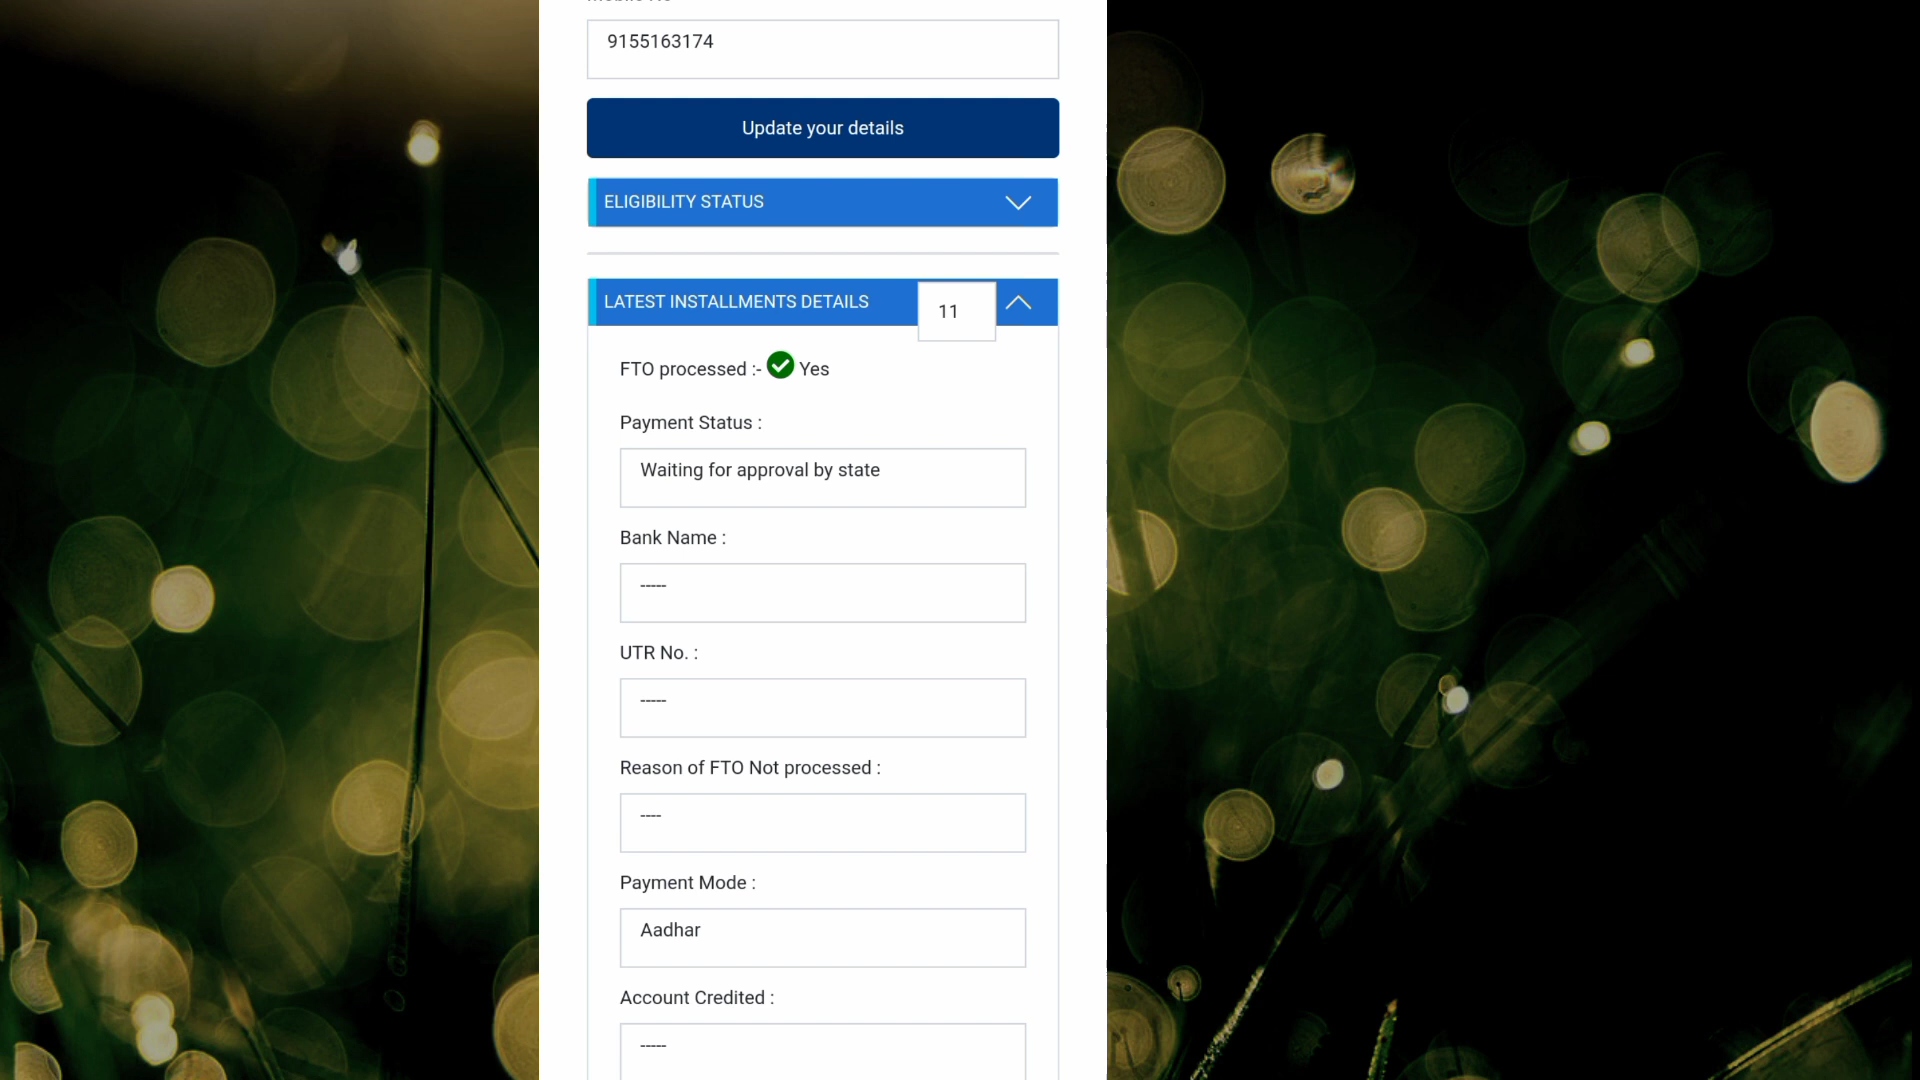 9155163174
Update your details
ELIGIBILITY STATUS
LATEST INSTALLMENTS DETAILS 11
FTO processed :- Yes
Payment Status :
Waiting for approval by state
Bank Name :
-----
UTR No. :
-----
Reason of FTO Not processed :
----
Payment Mode :
Aadhar
Account Credited :
-----